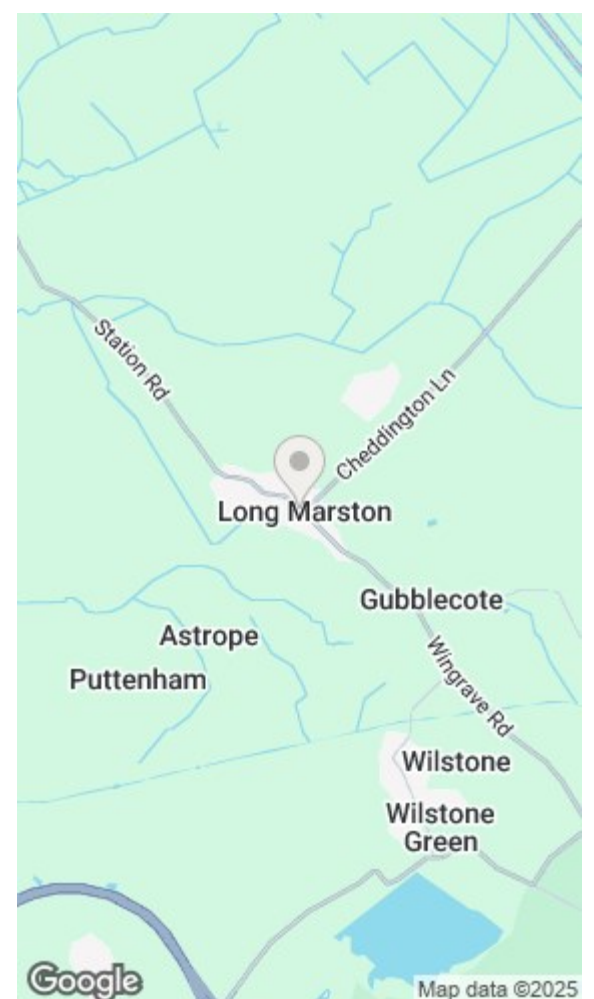 Station Rd
Cheddington Ln
Long Marston
Gubblecote
Astrope
Puttenham
Wingrave Rd
Wilstone
Wilstone
Green
Google
Map data ©2025